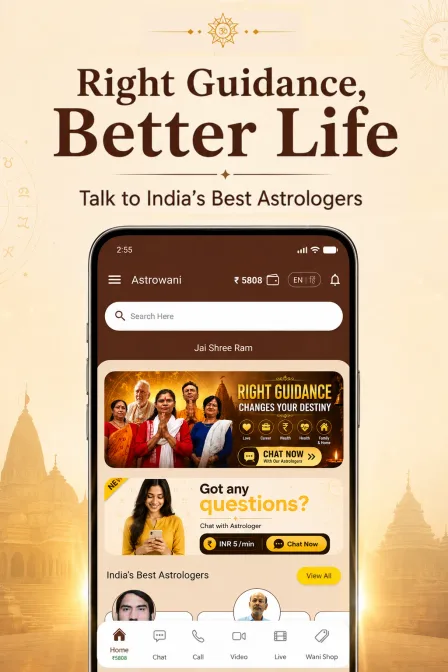 Right Guidance,
Better Life
Talk to India's Best Astrologers
2:55
Astrowani
₹ 5808
EN | हि
Search Here
Jai Shree Ram
RIGHT GUIDANCE
CHANGES YOUR DESTINY
Love
Career
Wealth
Health
Family
& Home
CHAT NOW
With Our Astrologers
NEW
Got any
questions?
Chat with Astrologer
INR 5/min
Chat Now
India's Best Astrologers
View All
Home
₹5808
Chat
Call
Video
Live
Wani Shop